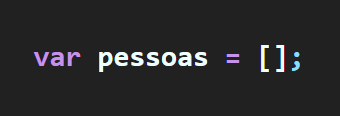 var pessoas = [];